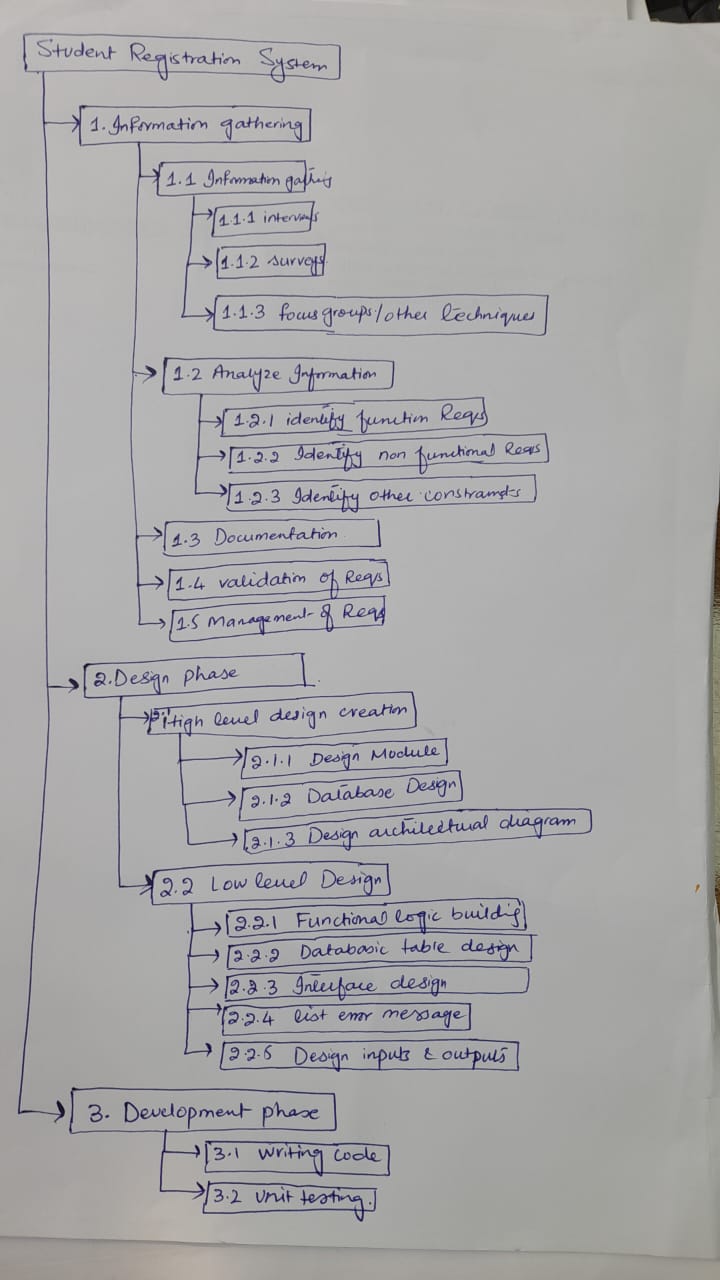 Student Registration System
1. Information gathering
1.1 Information
1.1.1
1.1.2 surveys
1.1.3 focus groups/other techniques
1.2 Analyze Information
1.2.1 identify function Reqs
1.2.2 Identify non functional Reqs
1.2.3 Identify other
1.3 Documentation
1.4 validation of Reqs
1.5 Management of Reqs
2. Design phase
High level design creation
2.1.1 Design Module
2.1.2 Database Design
2.1.3 Design architectural diagram
2.2 Low level Design
2.2.1 Functional logic building
2.2.2 table design
2.2.3 Interface design
2.2.4 list error message
2.2.5 Design inputs & outputs
3. Development phase
3.1 writing code
3.2 unit testing.